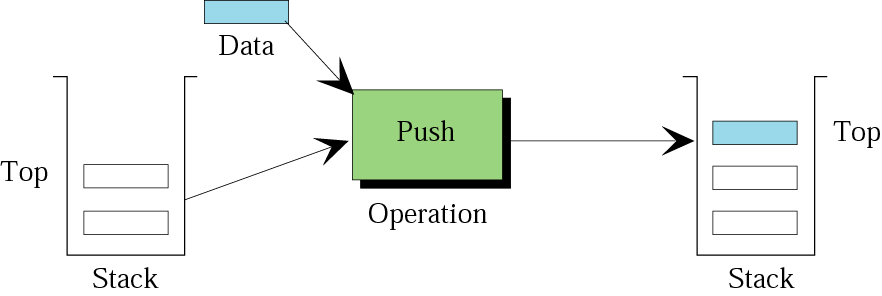 Data
Push
Top
Top
Operation
Stack
Stack